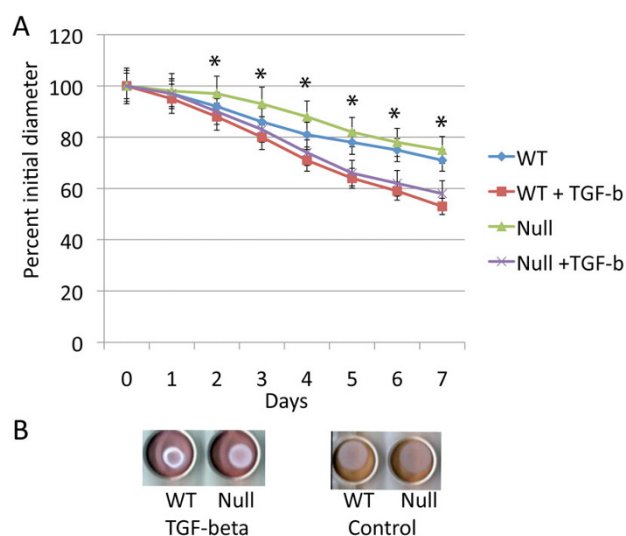 A
120
100
80
60
40
20
0
Percent initial diameter
* * * * * *
0 1 2 3 4 5 6 7
Days
WT
WT + TGF-b
Null
Null +TGF-b
B
WT Null
TGF-beta
WT Null
Control